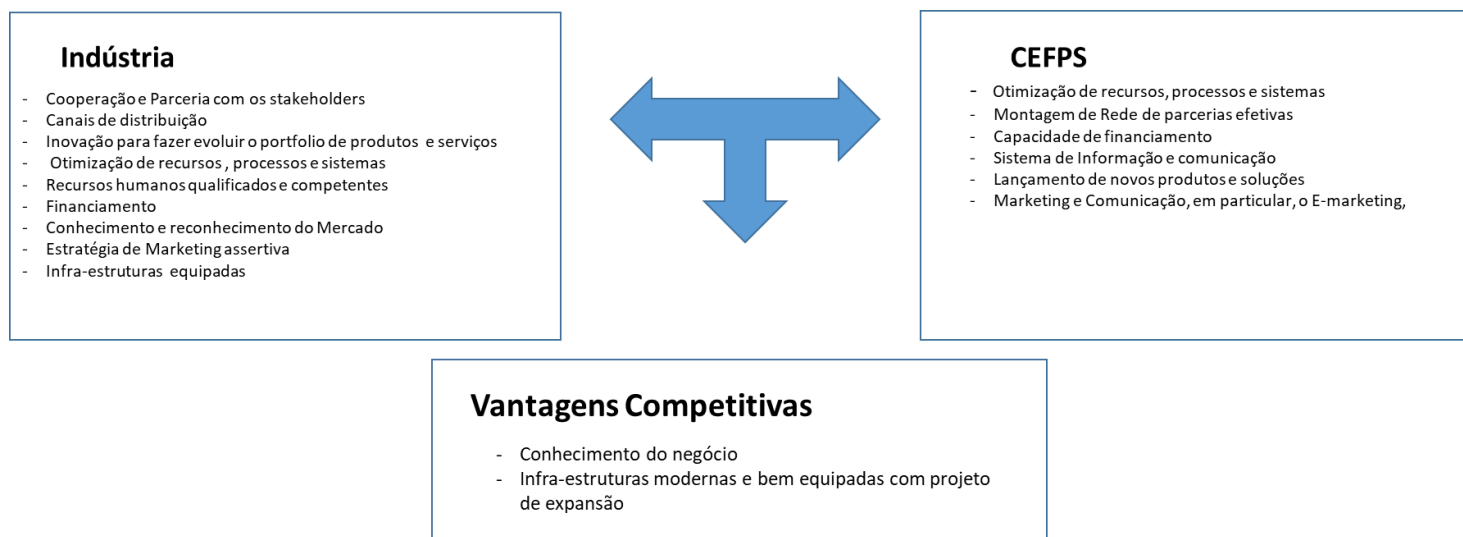 Indústria
- Cooperação e Parceria com os stakeholders
- Canais de distribuição
- Inovação para fazer evoluir o portfolio de produtos e serviços
- Otimização de recursos , processos e sistemas
- Recursos humanos qualificados e competentes
- Financiamento
- Conhecimento e reconhecimento do Mercado
- Estratégia de Marketing assertiva
- Infra-estruturas equipadas
CEFPS
- Otimização de recursos, processos e sistemas
- Montagem de Rede de parcerias efetivas
- Capacidade de financiamento
- Sistema de Informação e comunicação
- Lançamento de novos produtos e soluções
- Marketing e Comunicação, em particular, o E-marketing,
Vantagens Competitivas
- Conhecimento do negócio
- Infra-estruturas modernas e bem equipadas com projeto
de expansão